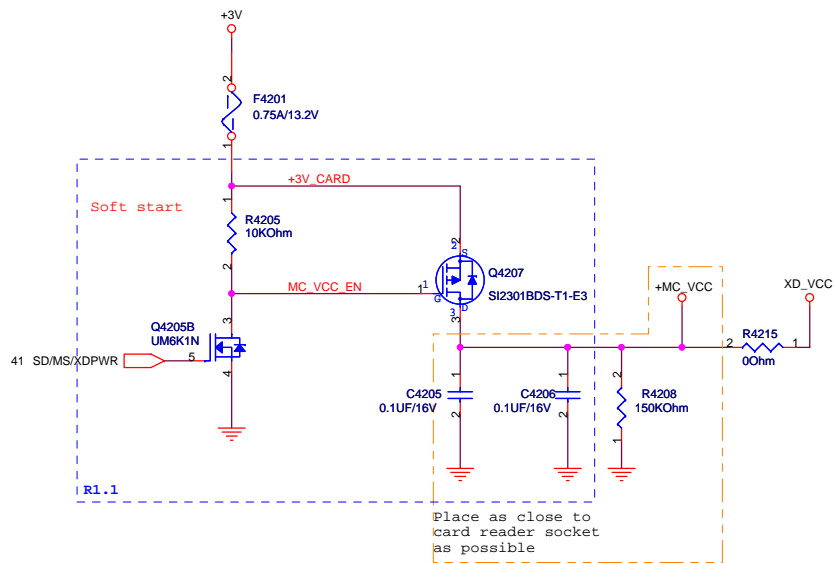 +3V
2
F4201
0.75A/13.2V
1
+3V_CARD
Soft start
1
R4205
10KOhm
2
2
2
S
Q4207
SI2301BDS-T1-E3
MC_VCC_EN
1
1
G
3
D
3
+MC_VCC
XD_VCC
Q4205B
UM6K1N
3
41 SD/MS/XDPWR
5
4
R4215
2
1
0Ohm
1
C4205
0.1UF/16V
2
1
C4206
0.1UF/16V
2
2
R4208
150KOhm
1
R1.1
Place as close to
card reader socket
as possible